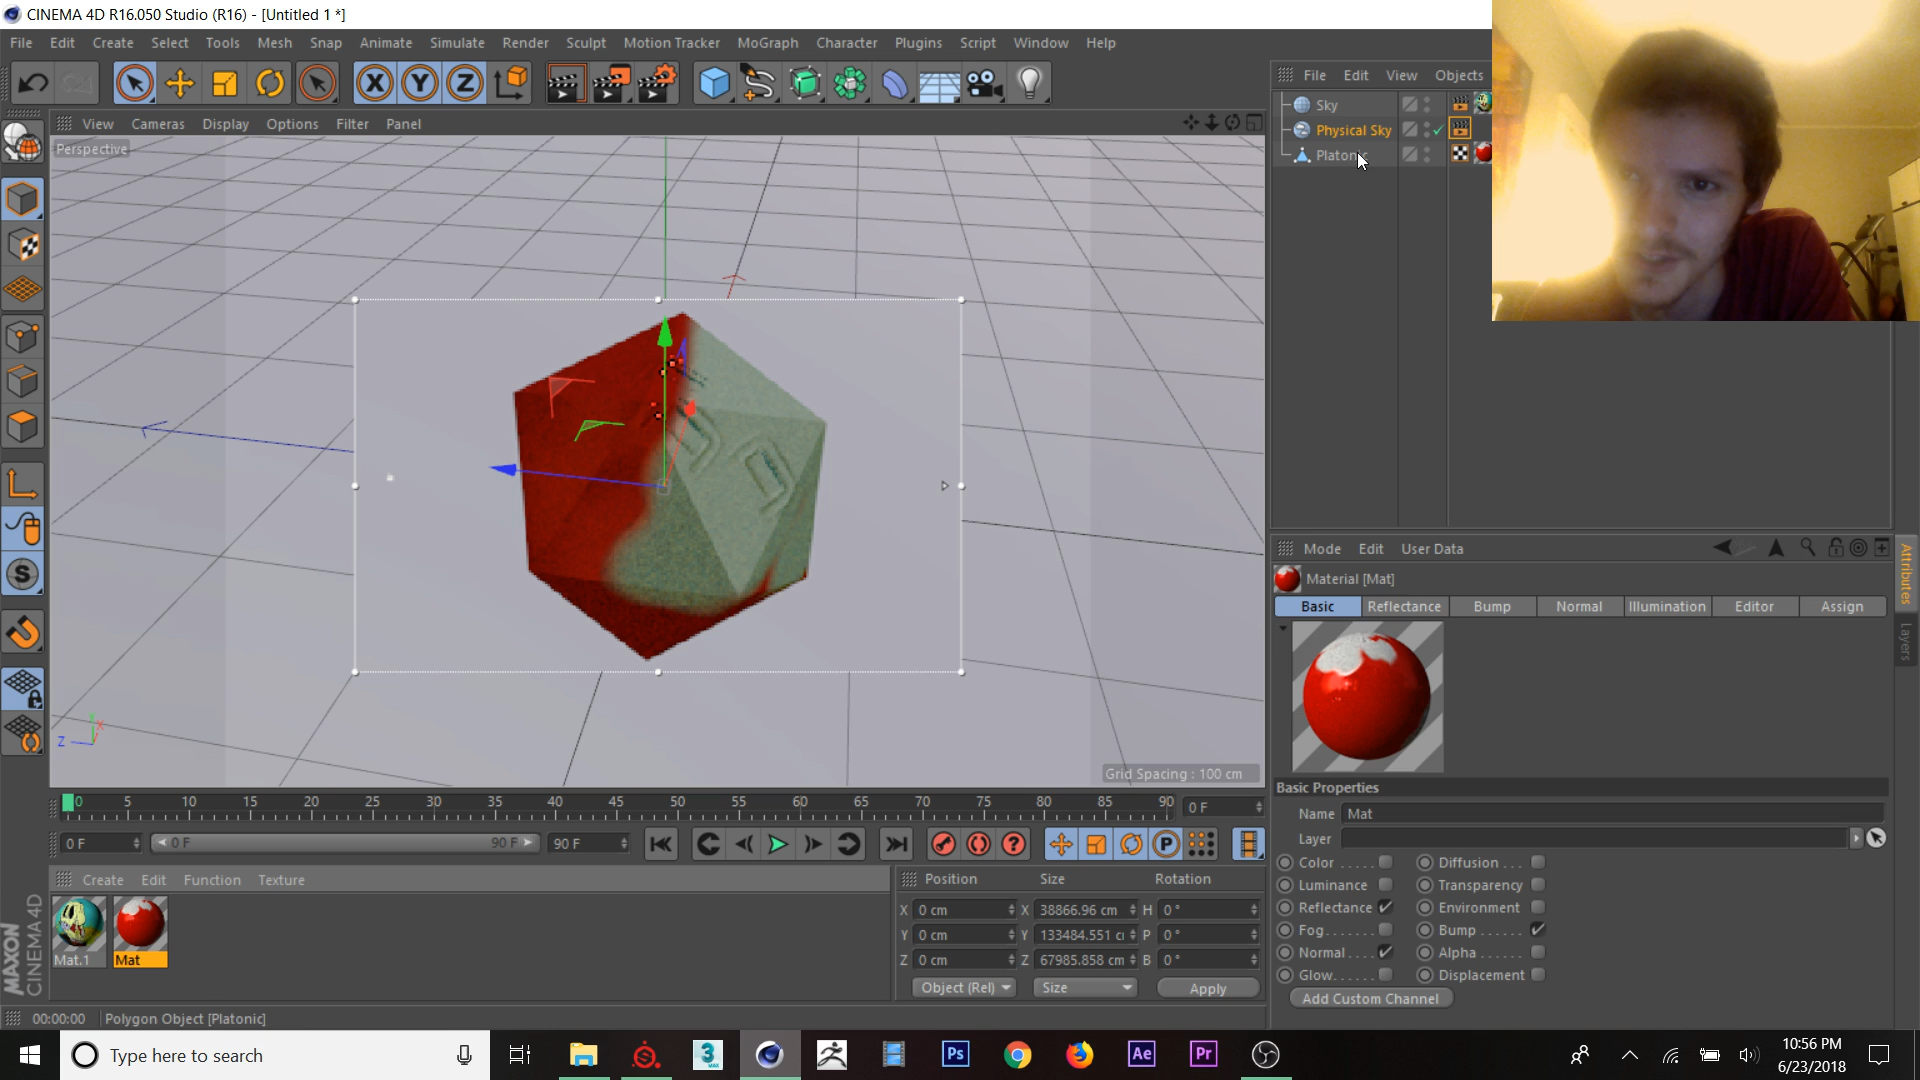 CINEMA 4D R16.050 Studio (R16) - [Untitled 1 *]
File Edit Create Select Tools Mesh Snap Animate Simulate Render Sculpt Motion Tracker MoGraph Character Plugins Script Window Help
File Edit View Objects
View Cameras Display Options Filter Panel
Perspective
Sky
Physical Sky
Platonic
Grid Spacing : 100 cm
Mode Edit User Data
Material [Mat]
Basic Reflectance Bump Normal Illumination Editor Assign
Attributes
Layers
Basic Properties
Name Mat
Layer
Color Diffusion
Luminance Transparency
Reflectance Environment
Fog Bump
Normal Alpha
Glow Displacement
Add Custom Channel
0 5 10 15 20 25 30 35 40 45 50 55 60 65 70 75 80 85 90 0 F
0 F 0 F 90 F 90 F
Create Edit Function Texture
Mat.1 Mat
Position Size Rotation
X 0 cm X 38866.96 cm H 0 °
Y 0 cm Y 133484.551 c P 0 °
Z 0 cm Z 67985.858 cm B 0 °
Object (Rel) Size Apply
MAXON
CINEMA 4D
00:00:00 Polygon Object [Platonic]
Type here to search
3
MAX
Ps
Ae
Pr
10:56 PM
6/23/2018
X Y Z
S
P
Z X Y